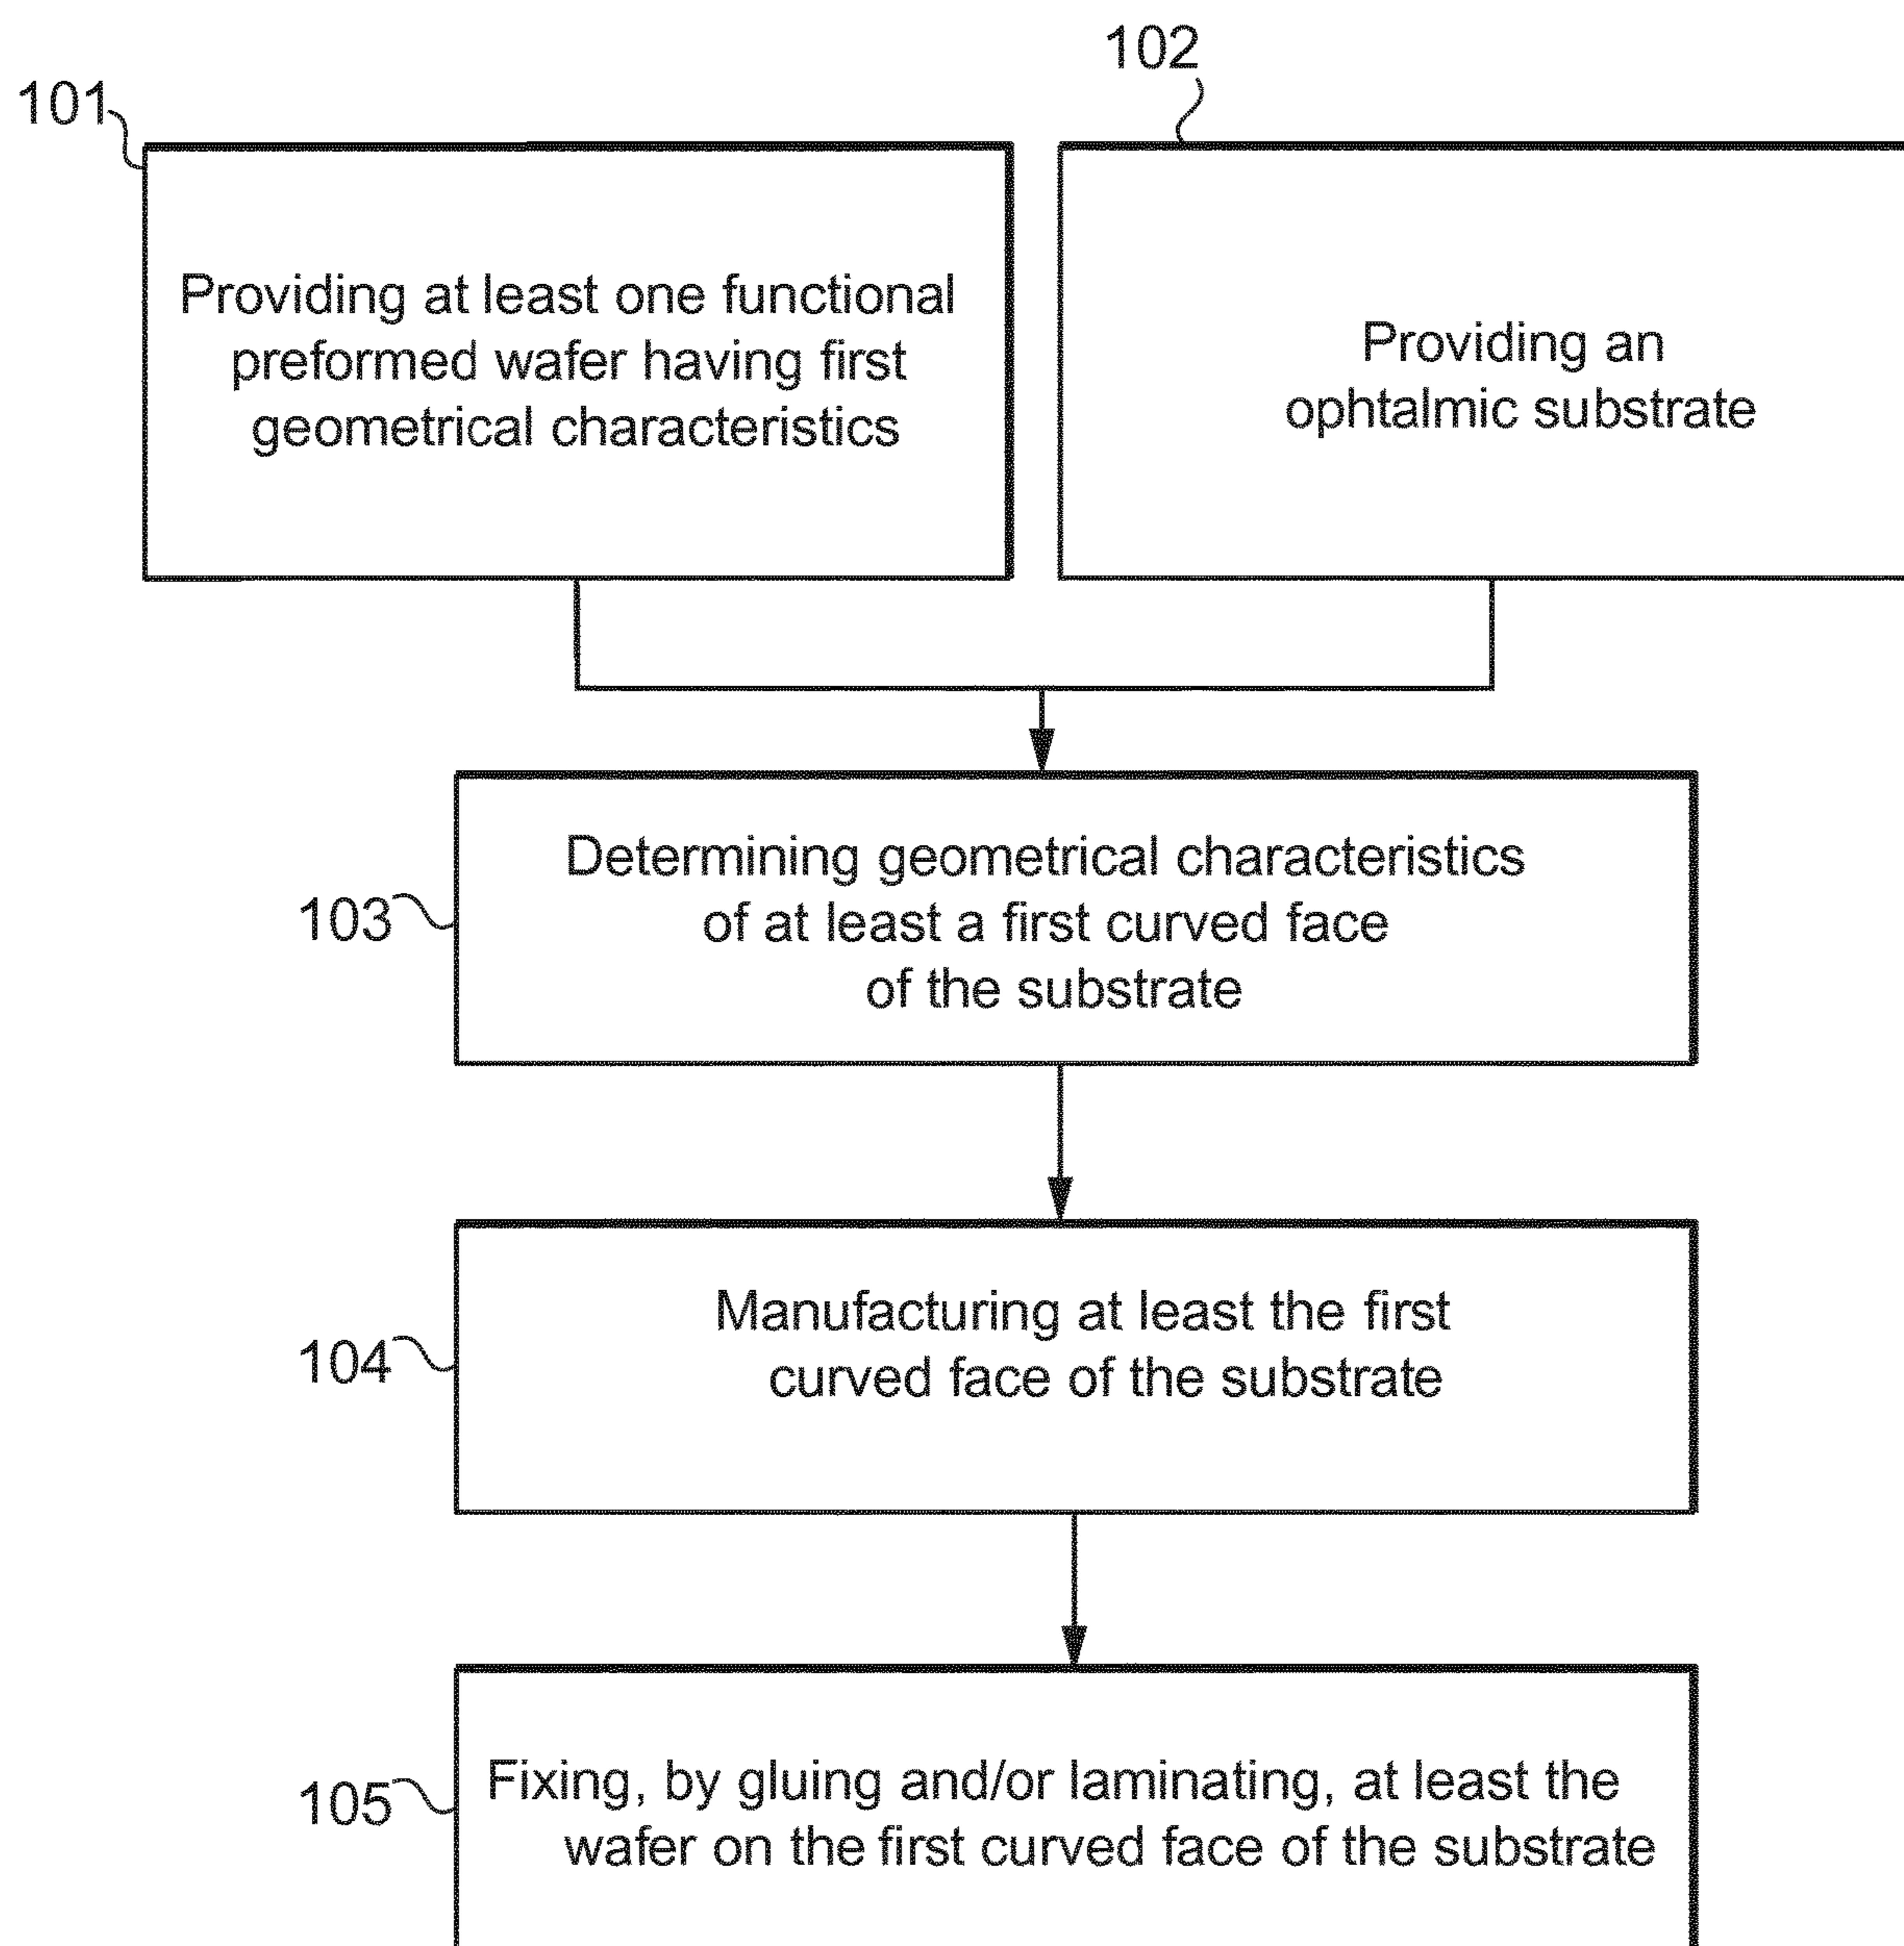 101
102
Providing at least one functional
preformed wafer having first
geometrical characteristics
Providing an
ophtalmic substrate
103
Determining geometrical characteristics
of at least a first curved face
of the substrate
104
Manufacturing at least the first
curved face of the substrate
105
Fixing, by gluing and/or laminating, at least the
wafer on the first curved face of the substrate